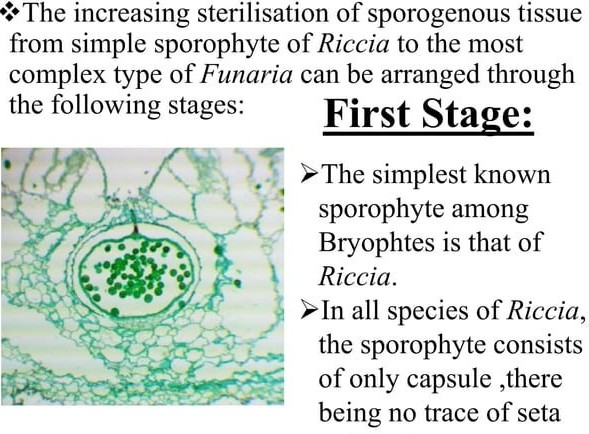 ❖The increasing sterilisation of sporogenous tissue
from simple sporophyte of Riccia to the most
complex type of Funaria can be arranged through
the following stages:
First Stage:
➢The simplest known
sporophyte among
Bryophtes is that of
Riccia.
➢In all species of Riccia,
the sporophyte consists
of only capsule ,there
being no trace of seta